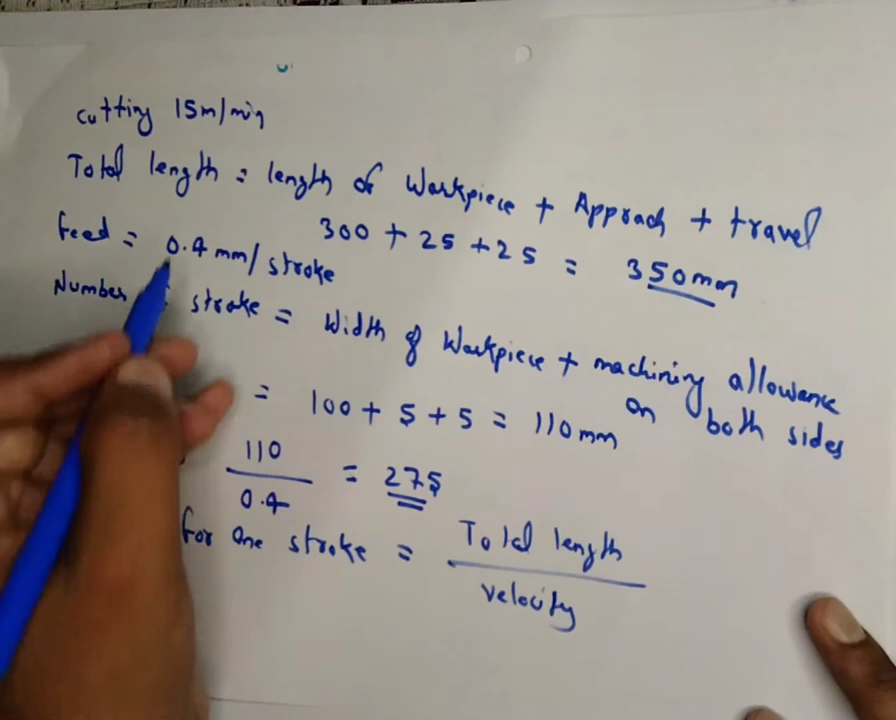 cutting 15m/min
Total length = length of Workpiece + Approach + travel
300 + 25 + 25 = 350mm
feed = 0.4 mm/stroke
Number stroke = Width of Workpiece + machining allowance
on both sides
= 100 + 5 + 5 = 110mm
110
0.4
= 275
for One stroke = Total length
velocity